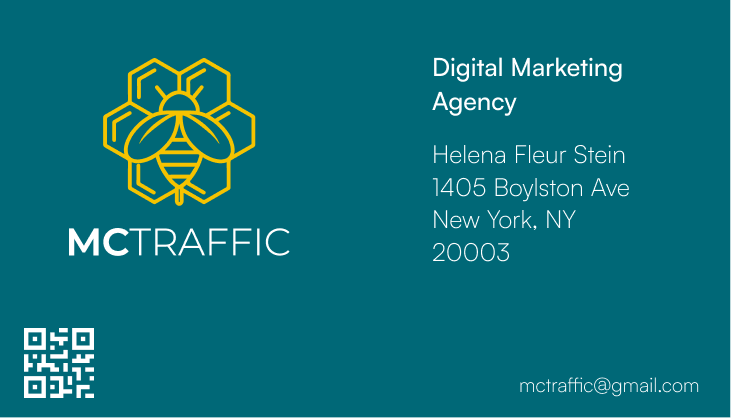 MCTRAFFIC
Digital Marketing
Agency
Helena Fleur Stein
1405 Boylston Ave
New York, NY
20003
mctraffic@gmail.com